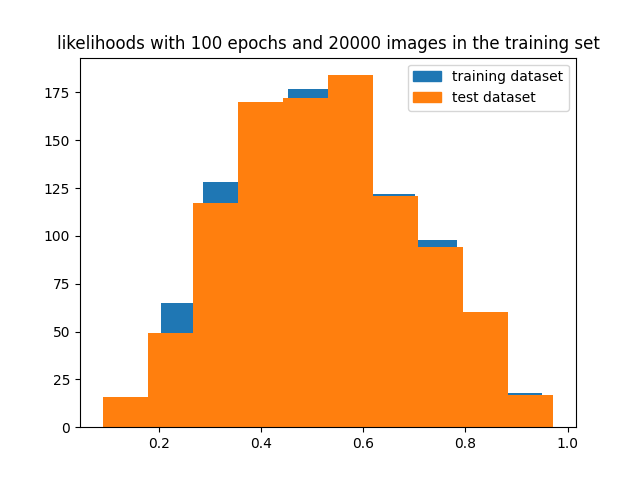 likelihoods with 100 epochs and 20000 images in the training set
training dataset
test dataset
175
150
125
100
75
50
25
0
0.2 0.4 0.6 0.8 1.0